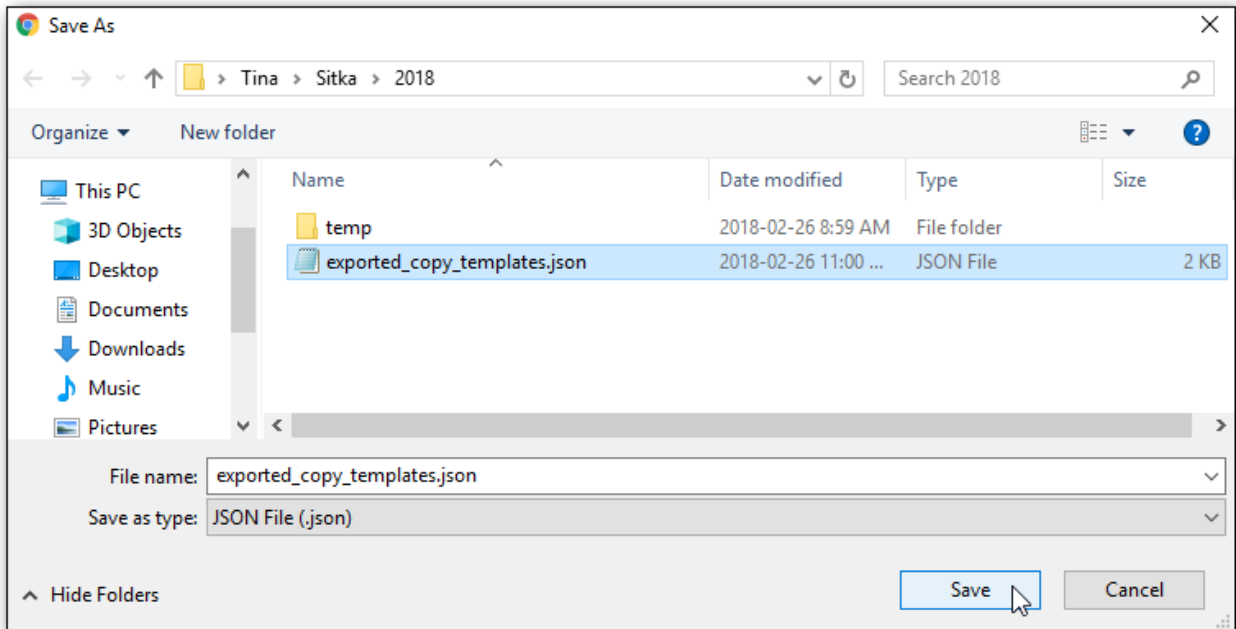 Save As
Tina > Sitka > 2018
Search 2018
Organize
New folder
Name
Date modified
Type
Size
This PC
3D Objects
Desktop
Documents
Downloads
Music
Pictures
temp
2018-02-26 8:59 AM
File folder
exported_copy_templates.json
2018-02-26 11:00 ...
JSON File
2 KB
File name: exported_copy_templates.json
Save as type: JSON File (.json)
Hide Folders
Save
Cancel